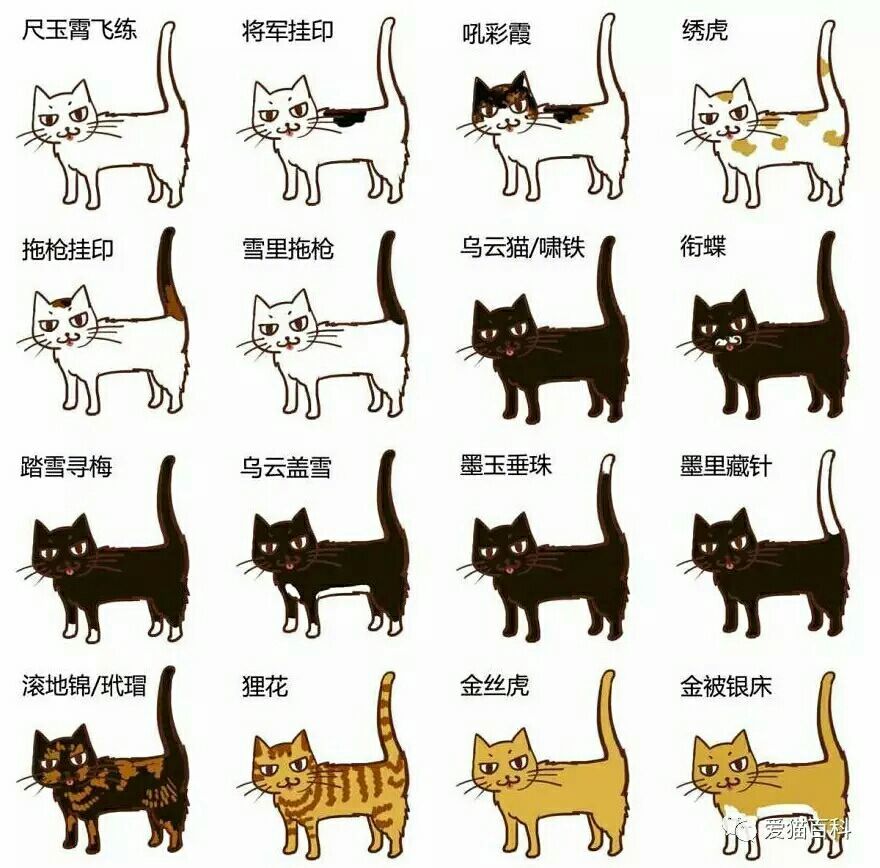 尺玉霄飞练
将军挂印
吼彩霞
绣虎
拖枪挂印
雪里拖枪
乌云猫/啸铁
衔蝶
踏雪寻梅
乌云盖雪
墨玉垂珠
墨里藏针
滚地锦/玳瑁
狸花
金丝虎
金被银床
爱猫百科